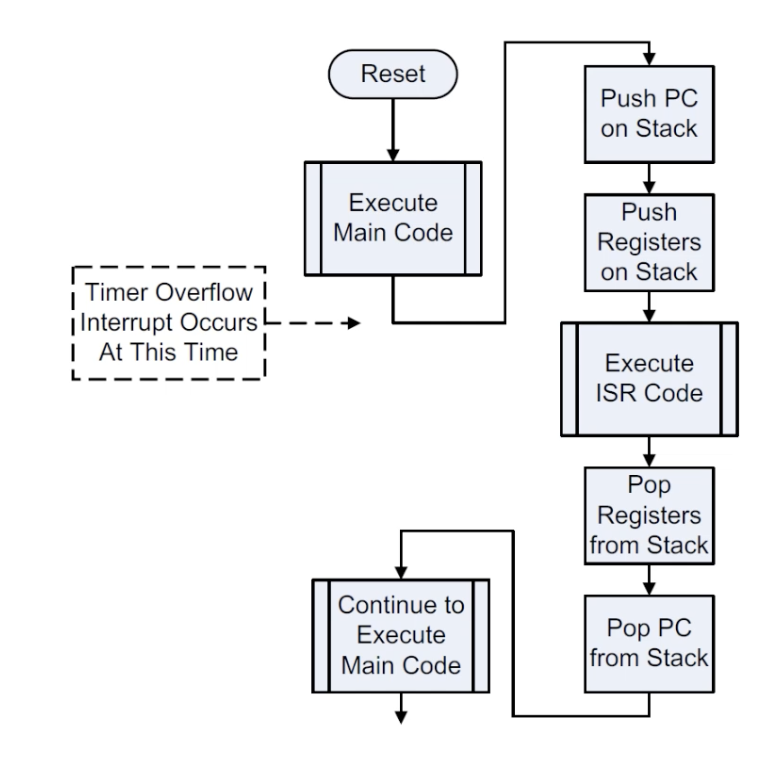 Reset
Execute
Main Code
Timer Overflow
Interrupt Occurs
At This Time
Push PC
on Stack
Push
Registers
on Stack
Execute
ISR Code
Pop
Registers
from Stack
Pop PC
from Stack
Continue to
Execute
Main Code